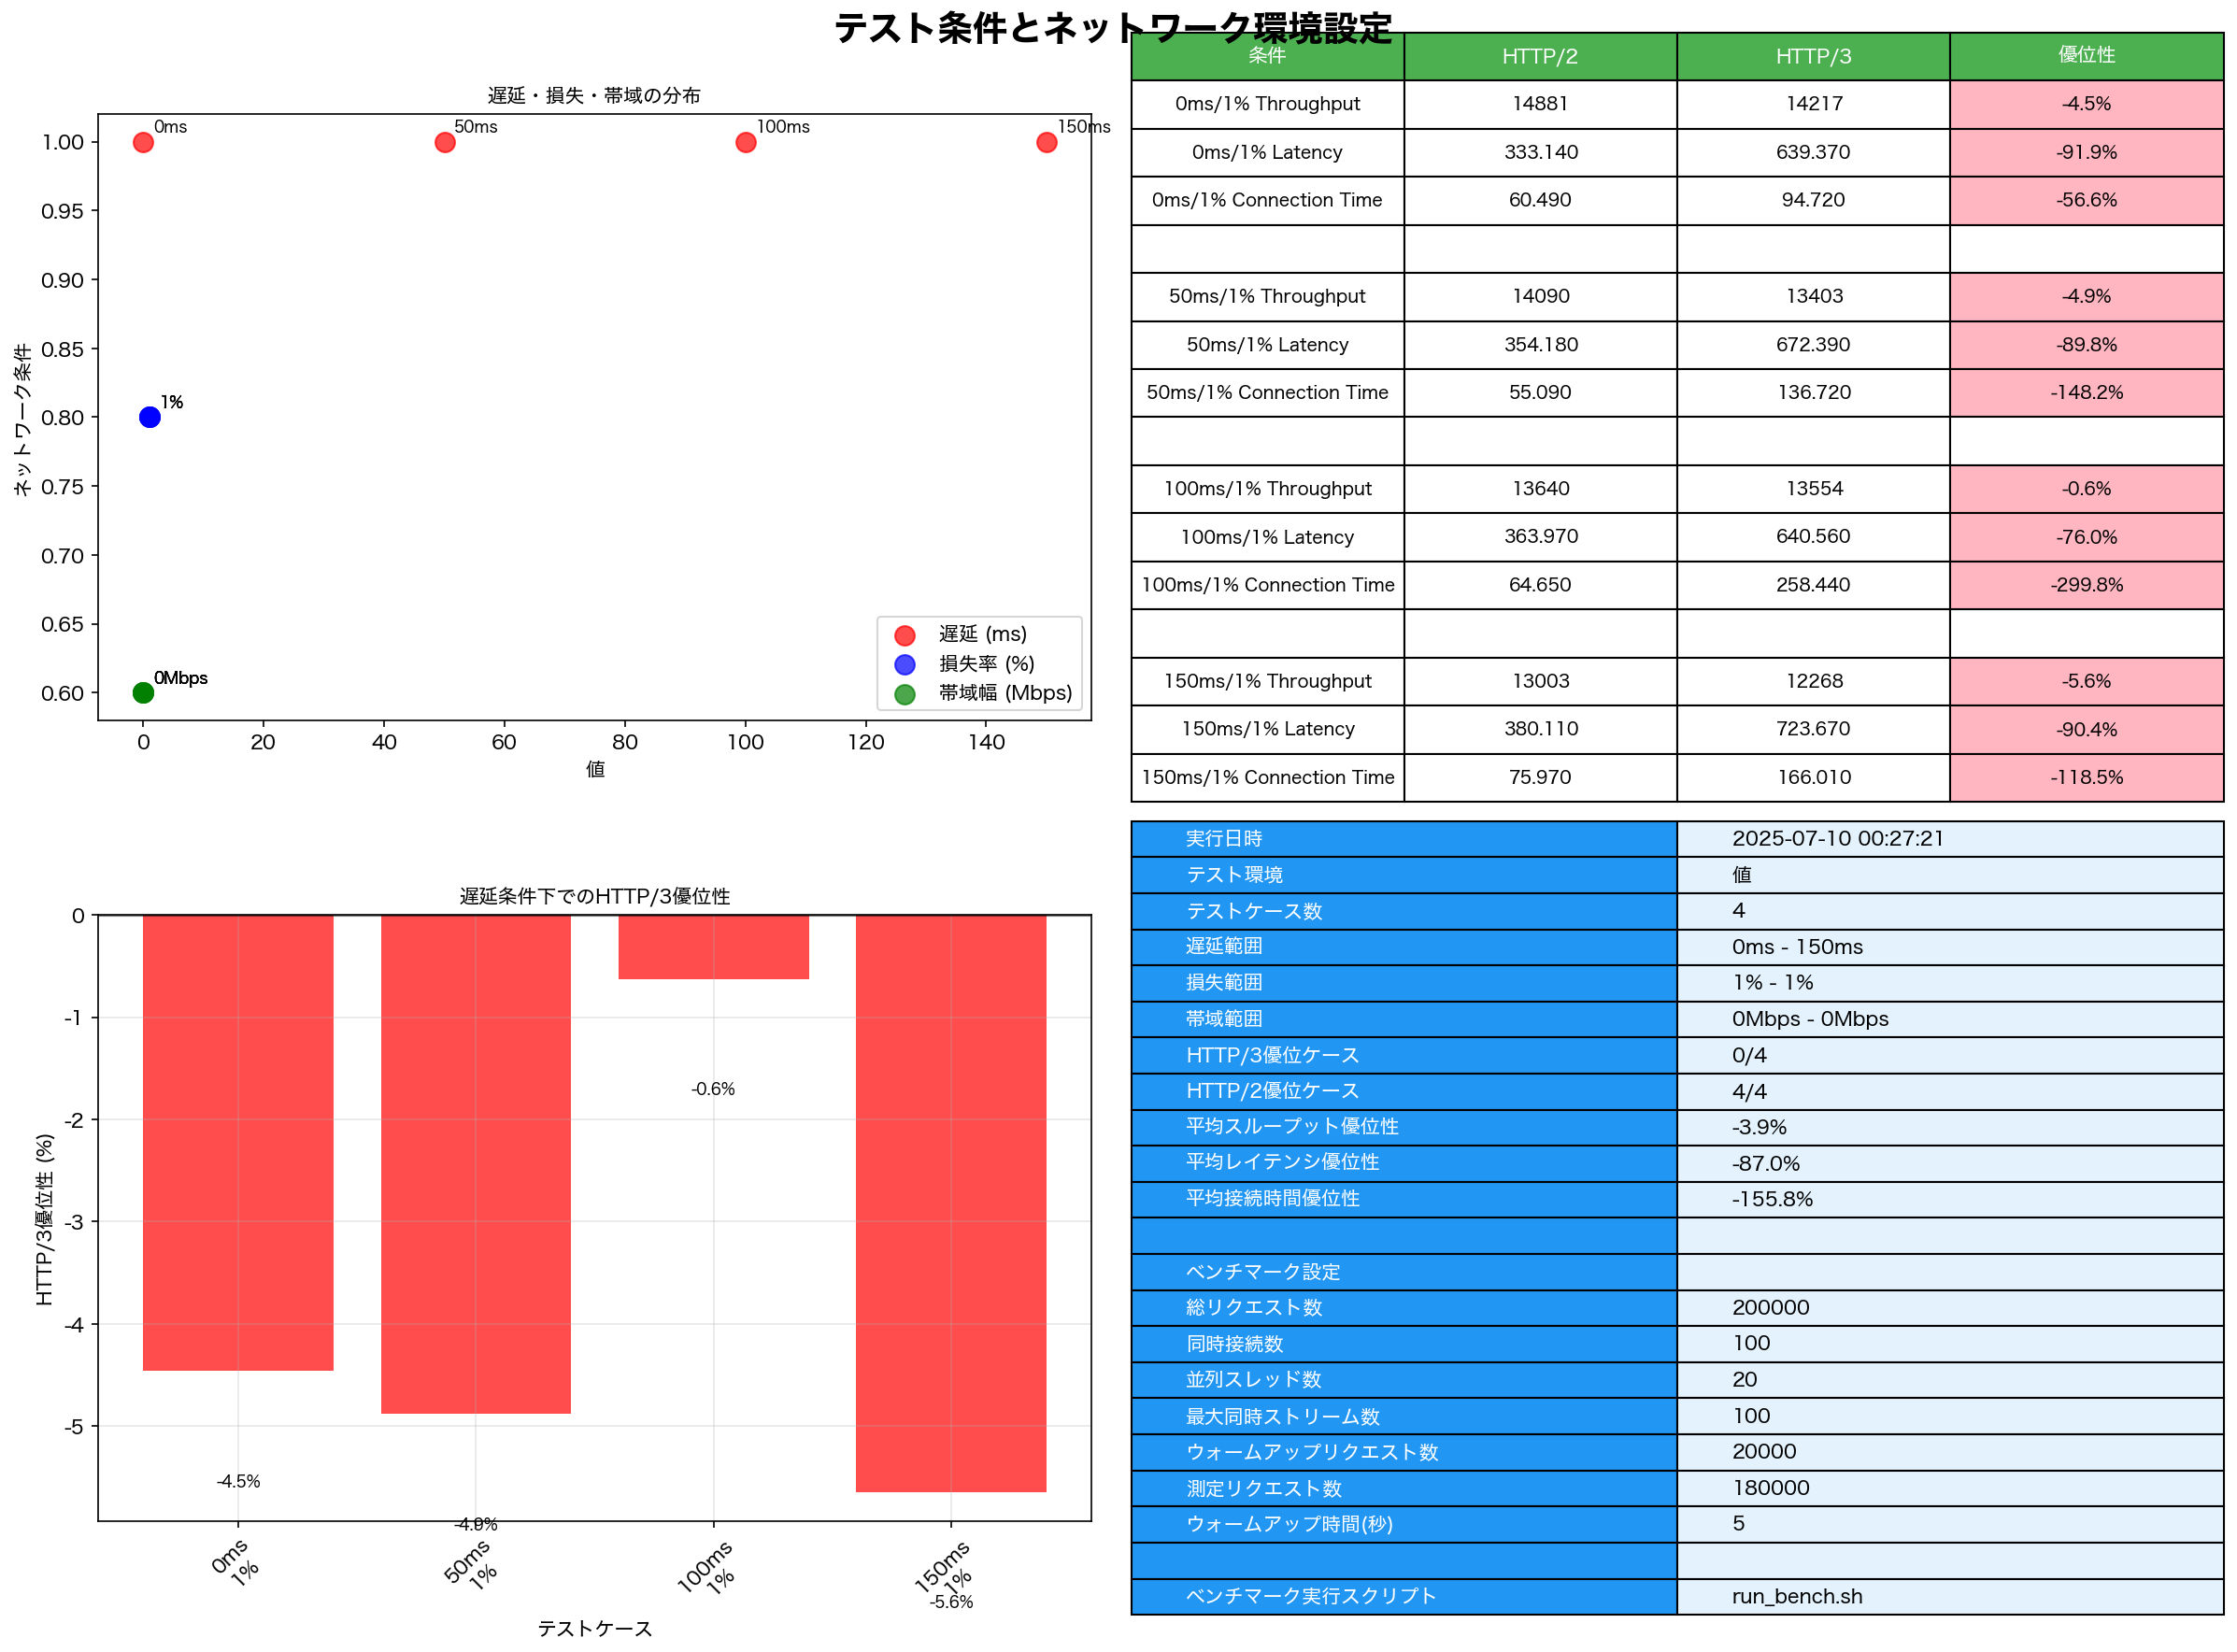 テスト条件とネットワーク環境設定
遅延・損失・帯域の分布
0ms
50ms
100ms
150ms
1.00
0.95
0.90
0.85
0.80
0.75
0.70
0.65
0.60
1%
0Mbps
ネットワーク条件
遅延 (ms)
損失率 (%)
帯域幅 (Mbps)
0 20 40 60 80 100 120 140
値
条件 HTTP/2 HTTP/3 優位性
0ms/1% Throughput 14881 14217 -4.5%
0ms/1% Latency 333.140 639.370 -91.9%
0ms/1% Connection Time 60.490 94.720 -56.6%
50ms/1% Throughput 14090 13403 -4.9%
50ms/1% Latency 354.180 672.390 -89.8%
50ms/1% Connection Time 55.090 136.720 -148.2%
100ms/1% Throughput 13640 13554 -0.6%
100ms/1% Latency 363.970 640.560 -76.0%
100ms/1% Connection Time 64.650 258.440 -299.8%
150ms/1% Throughput 13003 12268 -5.6%
150ms/1% Latency 380.110 723.670 -90.4%
150ms/1% Connection Time 75.970 166.010 -118.5%
遅延条件下でのHTTP/3優位性
0
-1
-2
-3
-4
-5
HTTP/3優位性 (%)
-4.5%
-4.9%
-0.6%
-5.6%
0ms
1%
50ms
1%
100ms
1%
150ms
1%
テストケース
実行日時 2025-07-10 00:27:21
テスト環境 値
テストケース数 4
遅延範囲 0ms - 150ms
損失範囲 1% - 1%
帯域範囲 0Mbps - 0Mbps
HTTP/3優位ケース 0/4
HTTP/2優位ケース 4/4
平均スループット優位性 -3.9%
平均レイテンシ優位性 -87.0%
平均接続時間優位性 -155.8%
ベンチマーク設定
総リクエスト数 200000
同時接続数 100
並列スレッド数 20
最大同時ストリーム数 100
ウォームアップリクエスト数 20000
測定リクエスト数 180000
ウォームアップ時間(秒) 5
ベンチマーク実行スクリプト run_bench.sh